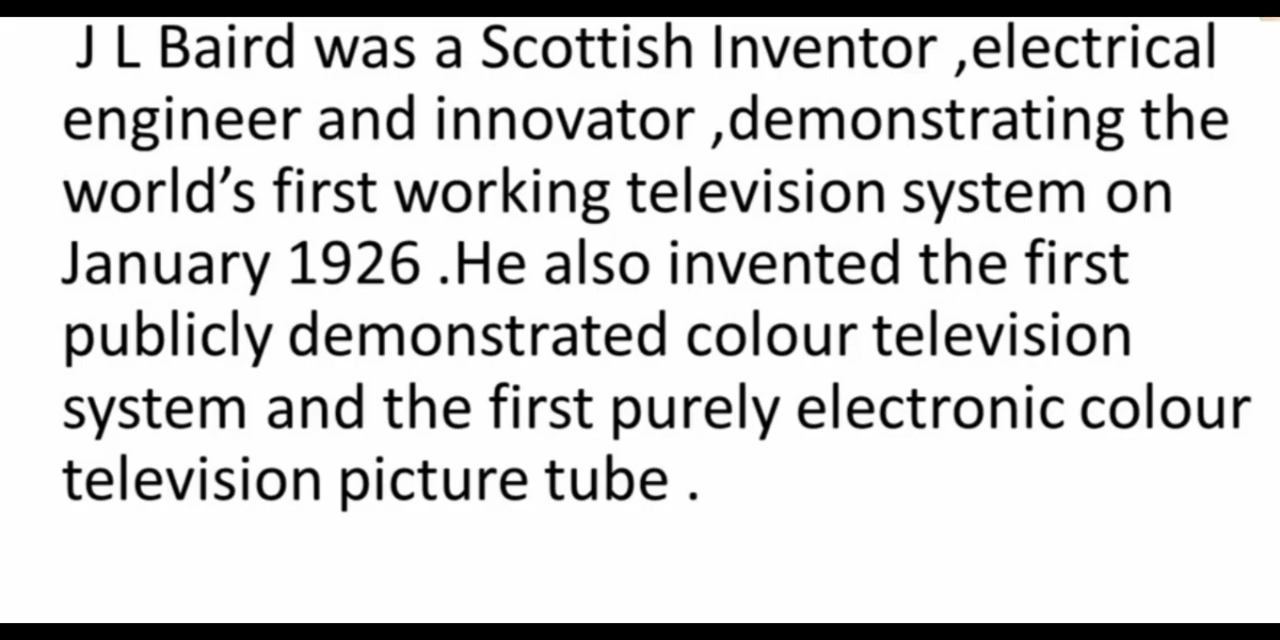 J L Baird was a Scottish Inventor ,electrical
engineer and innovator ,demonstrating the
world’s first working television system on
January 1926 .He also invented the first
publicly demonstrated colour television
system and the first purely electronic colour
television picture tube .